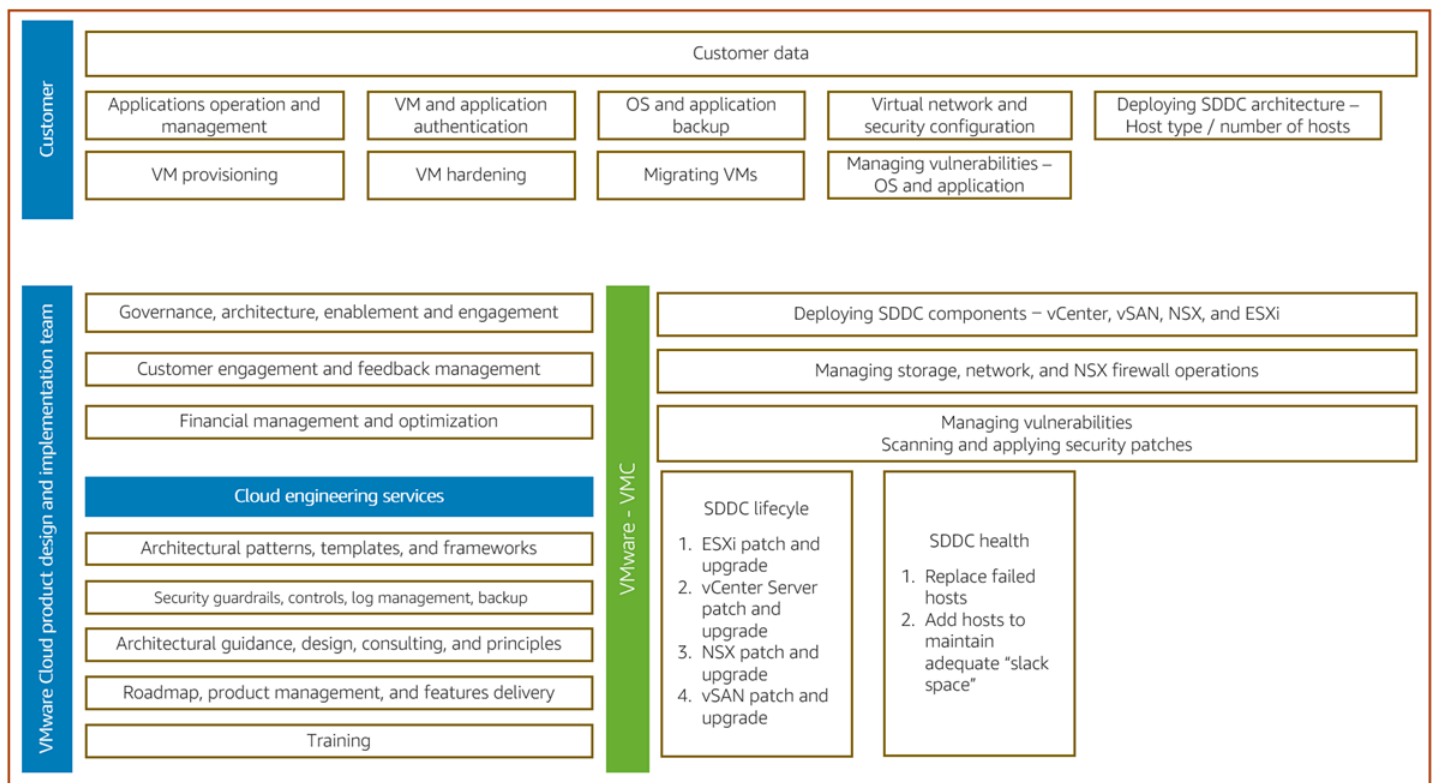 Customer
Customer data
Applications operation and
management
VM and application
authentication
OS and application
backup
Virtual network and
security configuration
Deploying SDDC architecture –
Host type / number of hosts
VM provisioning
VM hardening
Migrating VMs
Managing vulnerabilities –
OS and application
VMware Cloud product design and implementation team
Governance, architecture, enablement and engagement
Customer engagement and feedback management
Financial management and optimization
Cloud engineering services
Architectural patterns, templates, and frameworks
Security guardrails, controls, log management, backup
Architectural guidance, design, consulting, and principles
Roadmap, product management, and features delivery
Training
VMware - VMC
Deploying SDDC components – vCenter, vSAN, NSX, and ESXi
Managing storage, network, and NSX firewall operations
Managing vulnerabilities
Scanning and applying security patches
SDDC lifecyle
1. ESXi patch and
upgrade
2. vCenter Server
patch and
upgrade
3. NSX patch and
upgrade
4. vSAN patch and
upgrade
SDDC health
1. Replace failed
hosts
2. Add hosts to
maintain
adequate “slack
space”